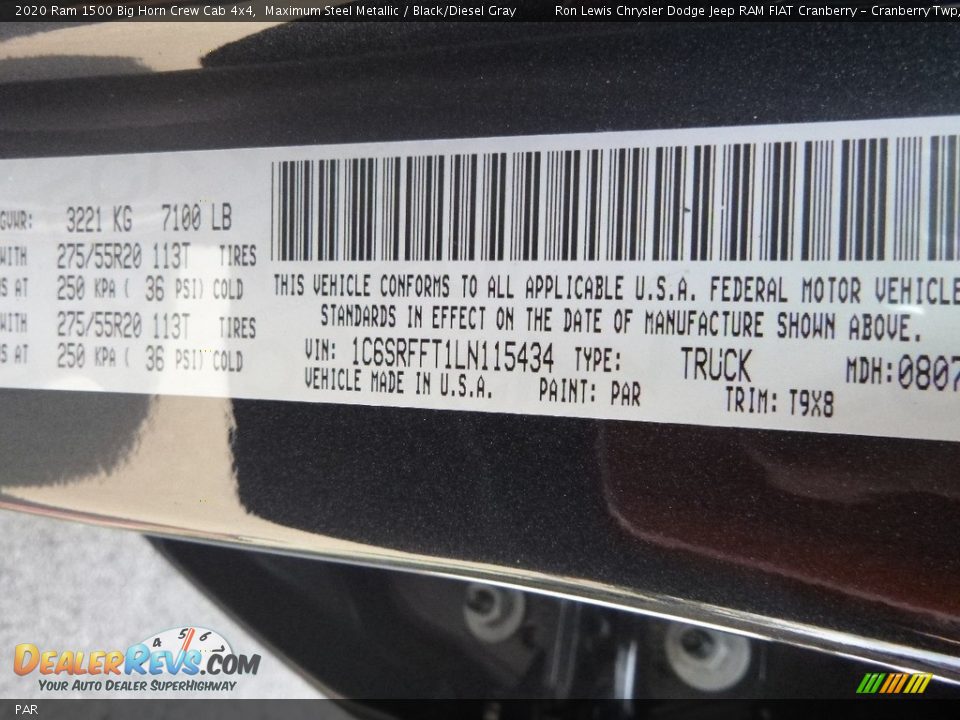 2020 Ram 1500 Big Horn Crew Cab 4x4, Maximum Steel Metallic / Black/Diesel Gray Ron Lewis Chrysler Dodge Jeep RAM FIAT Cranberry - Cranberry Twp,
GVWR: 3221 KG 7100 LB
WITH 275/55R20 113T TIRES
AT 250 KPA ( 36 PSI) COLD
WITH 275/55R20 113T TIRES
AT 250 KPA ( 36 PSI) COLD
THIS VEHICLE CONFORMS TO ALL APPLICABLE U.S.A. FEDERAL MOTOR VEHICLE
STANDARDS IN EFFECT ON THE DATE OF MANUFACTURE SHOWN ABOVE.
VIN: 1C6SRFFT1LN115434 TYPE: TRUCK MDH: 0807
VEHICLE MADE IN U.S.A. PAINT: PAR TRIM: T9X8
4 5 6
DEALERREVS.COM
YOUR AUTO DEALER SUPERHIGHWAY
PAR